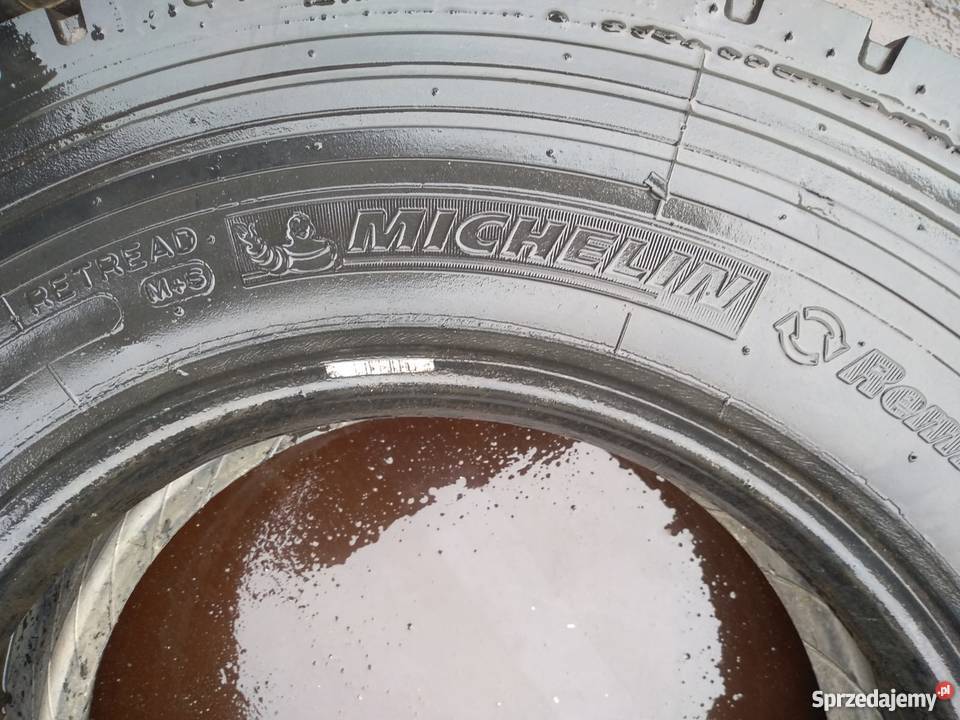 RETREAD
M+S
MICHELIN
Sprzedajemy.pl